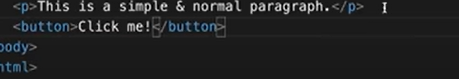 <p>This is a simple & normal paragraph.</p>
<button>Click me!</button>
body>
html>